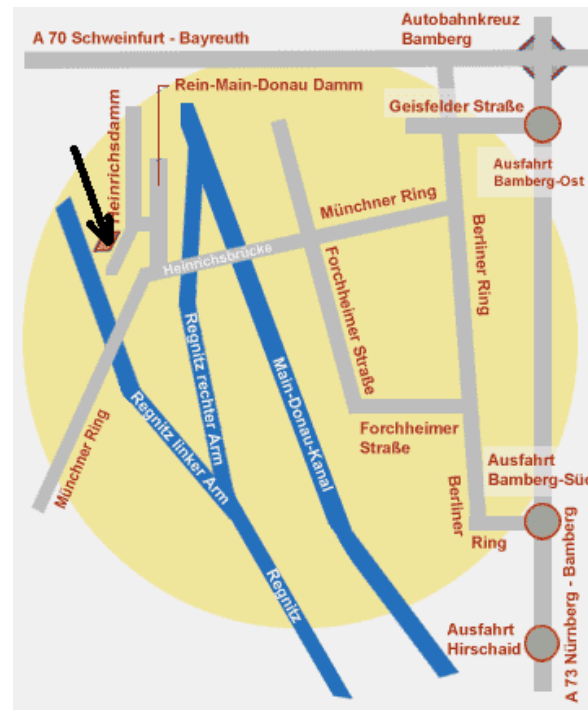 Autobahnkreuz
Bamberg
A 70 Schweinfurt - Bayreuth
Rein-Main-Donau Damm
Geisfelder Straße
Heinrichsdamm
Ausfahrt
Bamberg-Ost
Münchner Ring
Heinrichsbrücke
Berliner Ring
Forchheimer Straße
Regnitz rechter Arm
Main-Donau-Kanal
Münchner Ring
Regnitz linker Arm
Forchheimer
Straße
Ausfahrt
Bamberg-Süd
Berliner
Ring
Regnitz
Ausfahrt
Hirschaid
A 73 Nürnberg - Bamberg